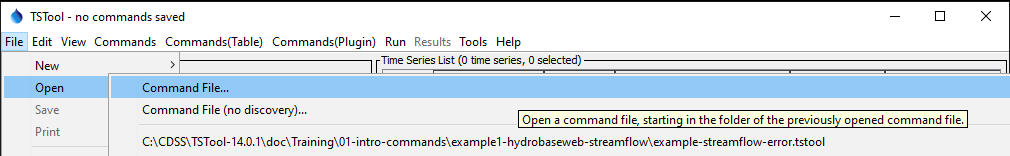 TSTool - no commands saved
File Edit View Commands Commands(Table) Commands(Plugin) Run Results Tools Help
New
Time Series List (0 time series, 0 selected)
Open
Command File...
Save
Command File (no discovery)...
Open a command file, starting in the folder of the previously opened command file.
Print
C:\CDSS\TSTool-14.0.1\doc\Training\01-intro-commands\example1-hydrobaseweb-streamflow\example-streamflow-error.tstool